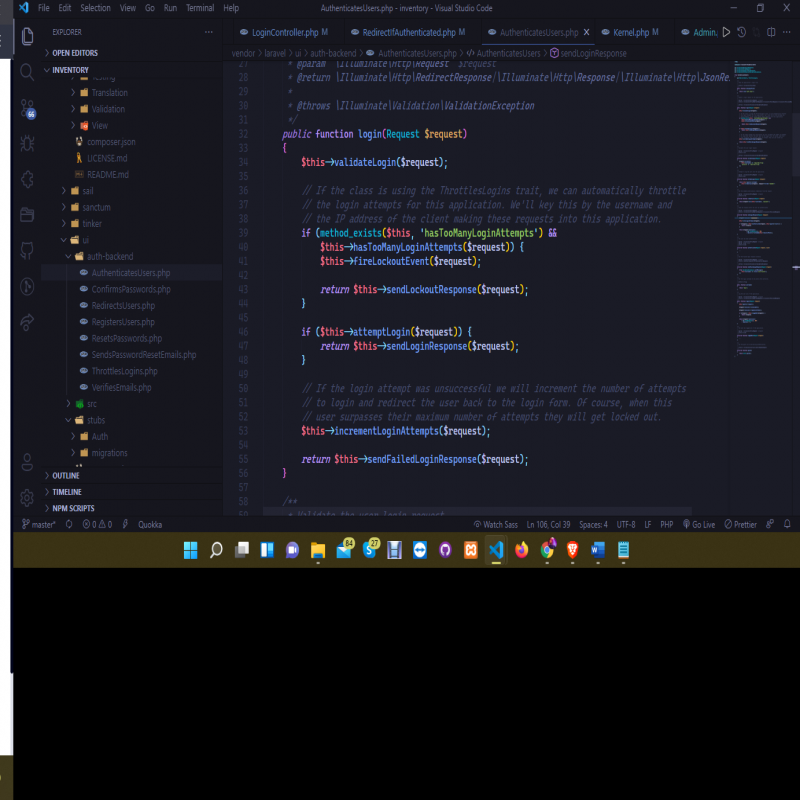 File Edit Selection View Go Run Terminal Help
AuthenticatesUsers.php - inventory - Visual Studio Code
EXPLORER
OPEN EDITORS
INVENTORY
Translation
Validation
View
composer.json
LICENSE.md
README.md
sail
sanctum
tinker
ui
auth-backend
AuthenticatesUsers.php
ConfirmsPasswords.php
RedirectsUsers.php
RegistersUsers.php
ResetsPasswords.php
SendsPasswordResetEmails.php
ThrottlesLogins.php
VerifiesEmails.php
src
stubs
Auth
migrations
OUTLINE
TIMELINE
NPM SCRIPTS
66
LoginController.php M RedirectIfAuthenticated.php M AuthenticatesUsers.php X Kernel.php M Admin.
vendor > laravel > ui > auth-backend > AuthenticatesUsers.php > AuthenticatesUsers > sendLoginResponse
27 * @param \Illuminate\Http\Request $request
28 * @return \Illuminate\Http\RedirectResponse|\Illuminate\Http\Response|\Illuminate\Http\JsonRe
29 *
30 * @throws \Illuminate\Validation\ValidationException
31 */
32 public function login(Request $request)
33 {
34 $this→validateLogin($request);
35
36 // If the class is using the ThrottlesLogins trait, we can automatically throttle
37 // the login attempts for this application. We'll key this by the username and
38 // the IP address of the client making these requests into this application.
39 if (method_exists($this, 'hasTooManyLoginAttempts') &&
40 $this→hasTooManyLoginAttempts($request)) {
41 $this→fireLockoutEvent($request);
42
43 return $this→sendLockoutResponse($request);
44 }
45
46 if ($this→attemptLogin($request)) {
47 return $this→sendLoginResponse($request);
48 }
49
50 // If the login attempt was unsuccessful we will increment the number of attempts
51 // to login and redirect the user back to the login form. Of course, when this
52 // user surpasses their maximum number of attempts they will get locked out.
53 $this→incrementLoginAttempts($request);
54
55 return $this→sendFailedLoginResponse($request);
56 }
57
58 /**
59 * Validate the user login request.
master* 0 0 Quokka Watch Sass Ln 106, Col 39 Spaces: 4 UTF-8 LF PHP Go Live Prettier
84 27